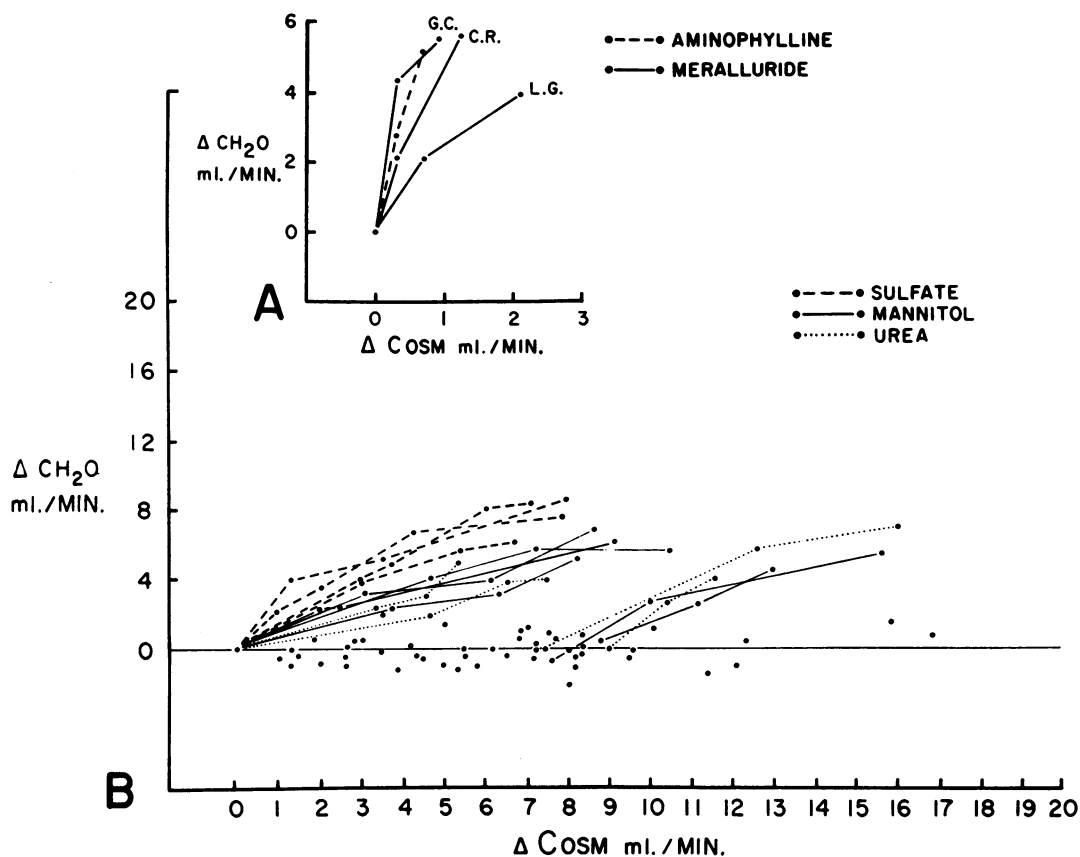 6
4
2
0
Δ CH2O
ml./MIN.
G.C.
C.R.
L.G.
AMINOPHYLLINE
MERALLURIDE
A
0 1 2 3
Δ COSM ml./MIN.
SULFATE
MANNITOL
UREA
20
16
12
8
4
0
Δ CH2O
ml./MIN.
B
0 1 2 3 4 5 6 7 8 9 10 11 12 13 14 15 16 17 18 19 20
Δ COSM ml./MIN.